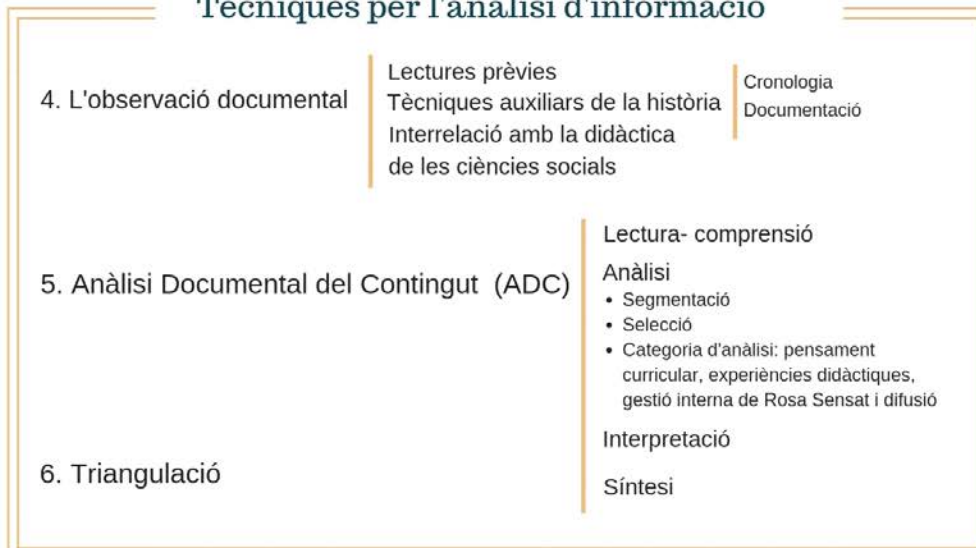 Tècniques per l'anàlisi d'informació
4. L'observació documental
Lectures prèvies
Tècniques auxiliars de la història
Interrelació amb la didàctica
de les ciències socials
Cronologia
Documentació
5. Anàlisi Documental del Contingut (ADC)
Lectura- comprensió
Anàlisi
• Segmentació
• Selecció
• Categoria d'anàlisi: pensament
curricular, experiències didàctiques,
gestió interna de Rosa Sensat i difusió
Interpretació
Síntesi
6. Triangulació